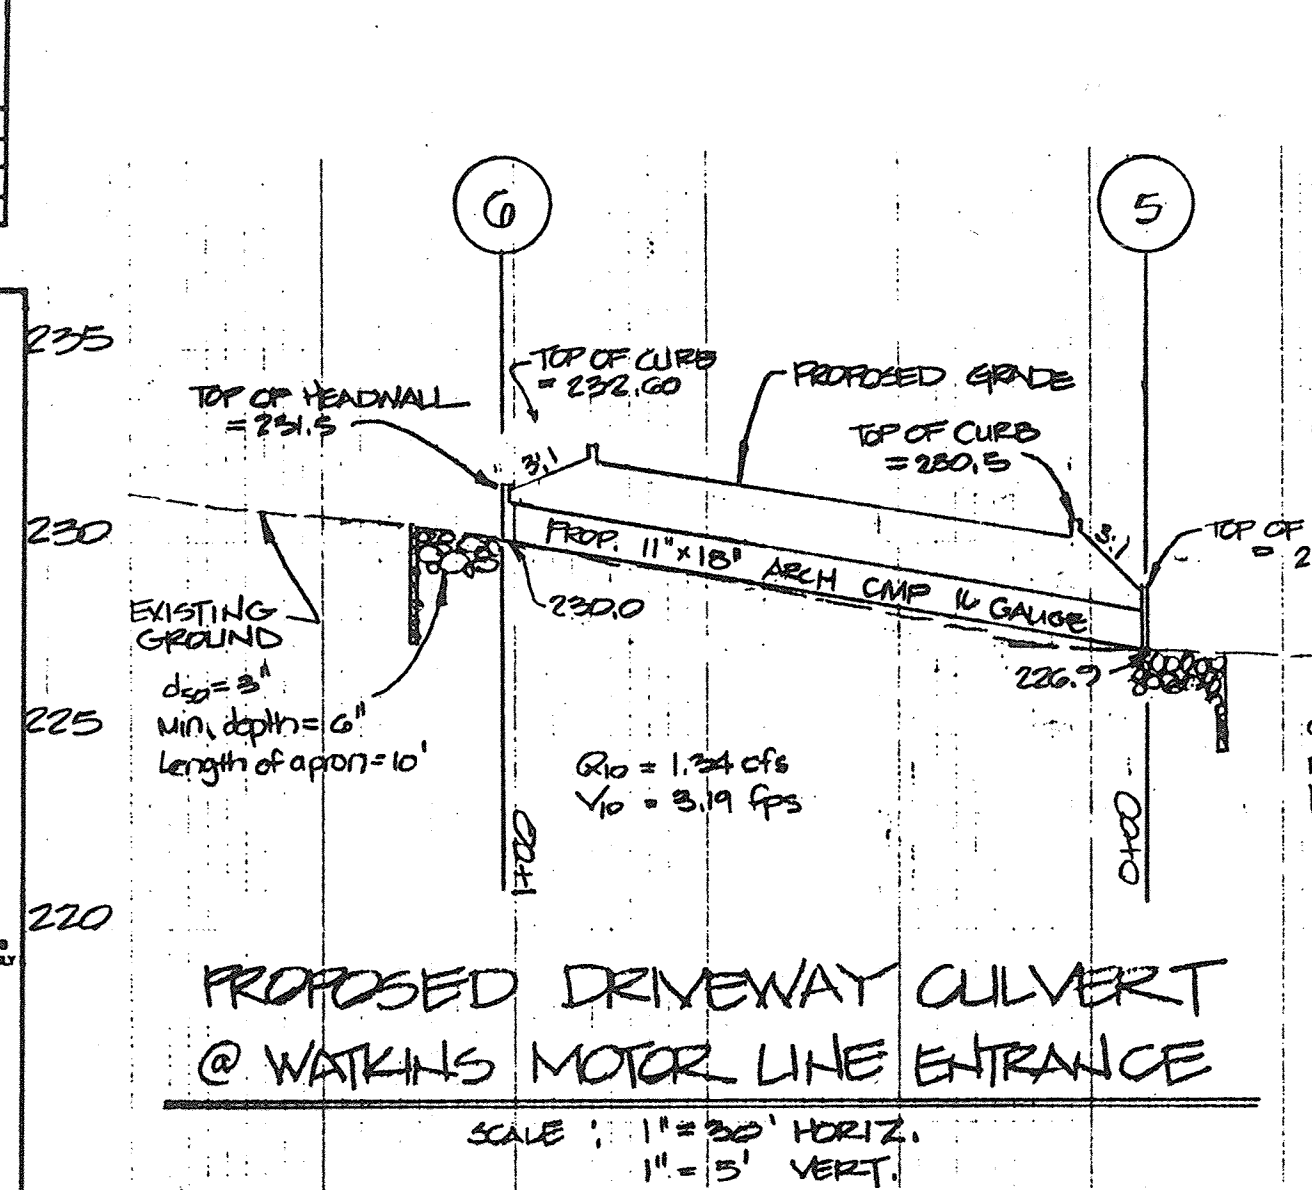 6
5
235
TOP OF CURB
= 232.60
PROPOSED GRADE
TOP OF HEADWALL
= 231.5
TOP OF CURB
= 230.5
3:1
3:1
230
TOP OF
= 2
PROP. 11"x18" ARCH CMP 16 GAUGE
230.0
EXISTING
GROUND
226.9
d50= 3"
Min. depth= 6"
Length of apron=10'
225
Q10 = 1.34 cfs
V10 = 3.19 fps
1+00
0+00
220
PROPOSED DRIVEWAY CULVERT
@ WATKINS MOTOR LINE ENTRANCE
SCALE : 1"=30' HORIZ.
1"= 5' VERT.